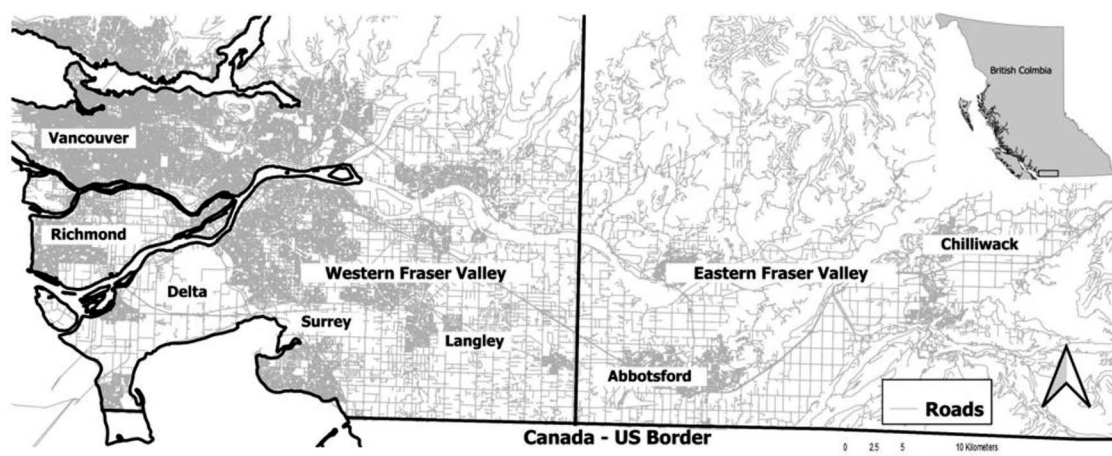 British Colmbia
Vancouver
Richmond
Chilliwack
Western Fraser Valley
Eastern Fraser Valley
Delta
Surrey
Langley
Abbotsford
Roads
Canada - US Border
0 2.5 5 10 Kilometers